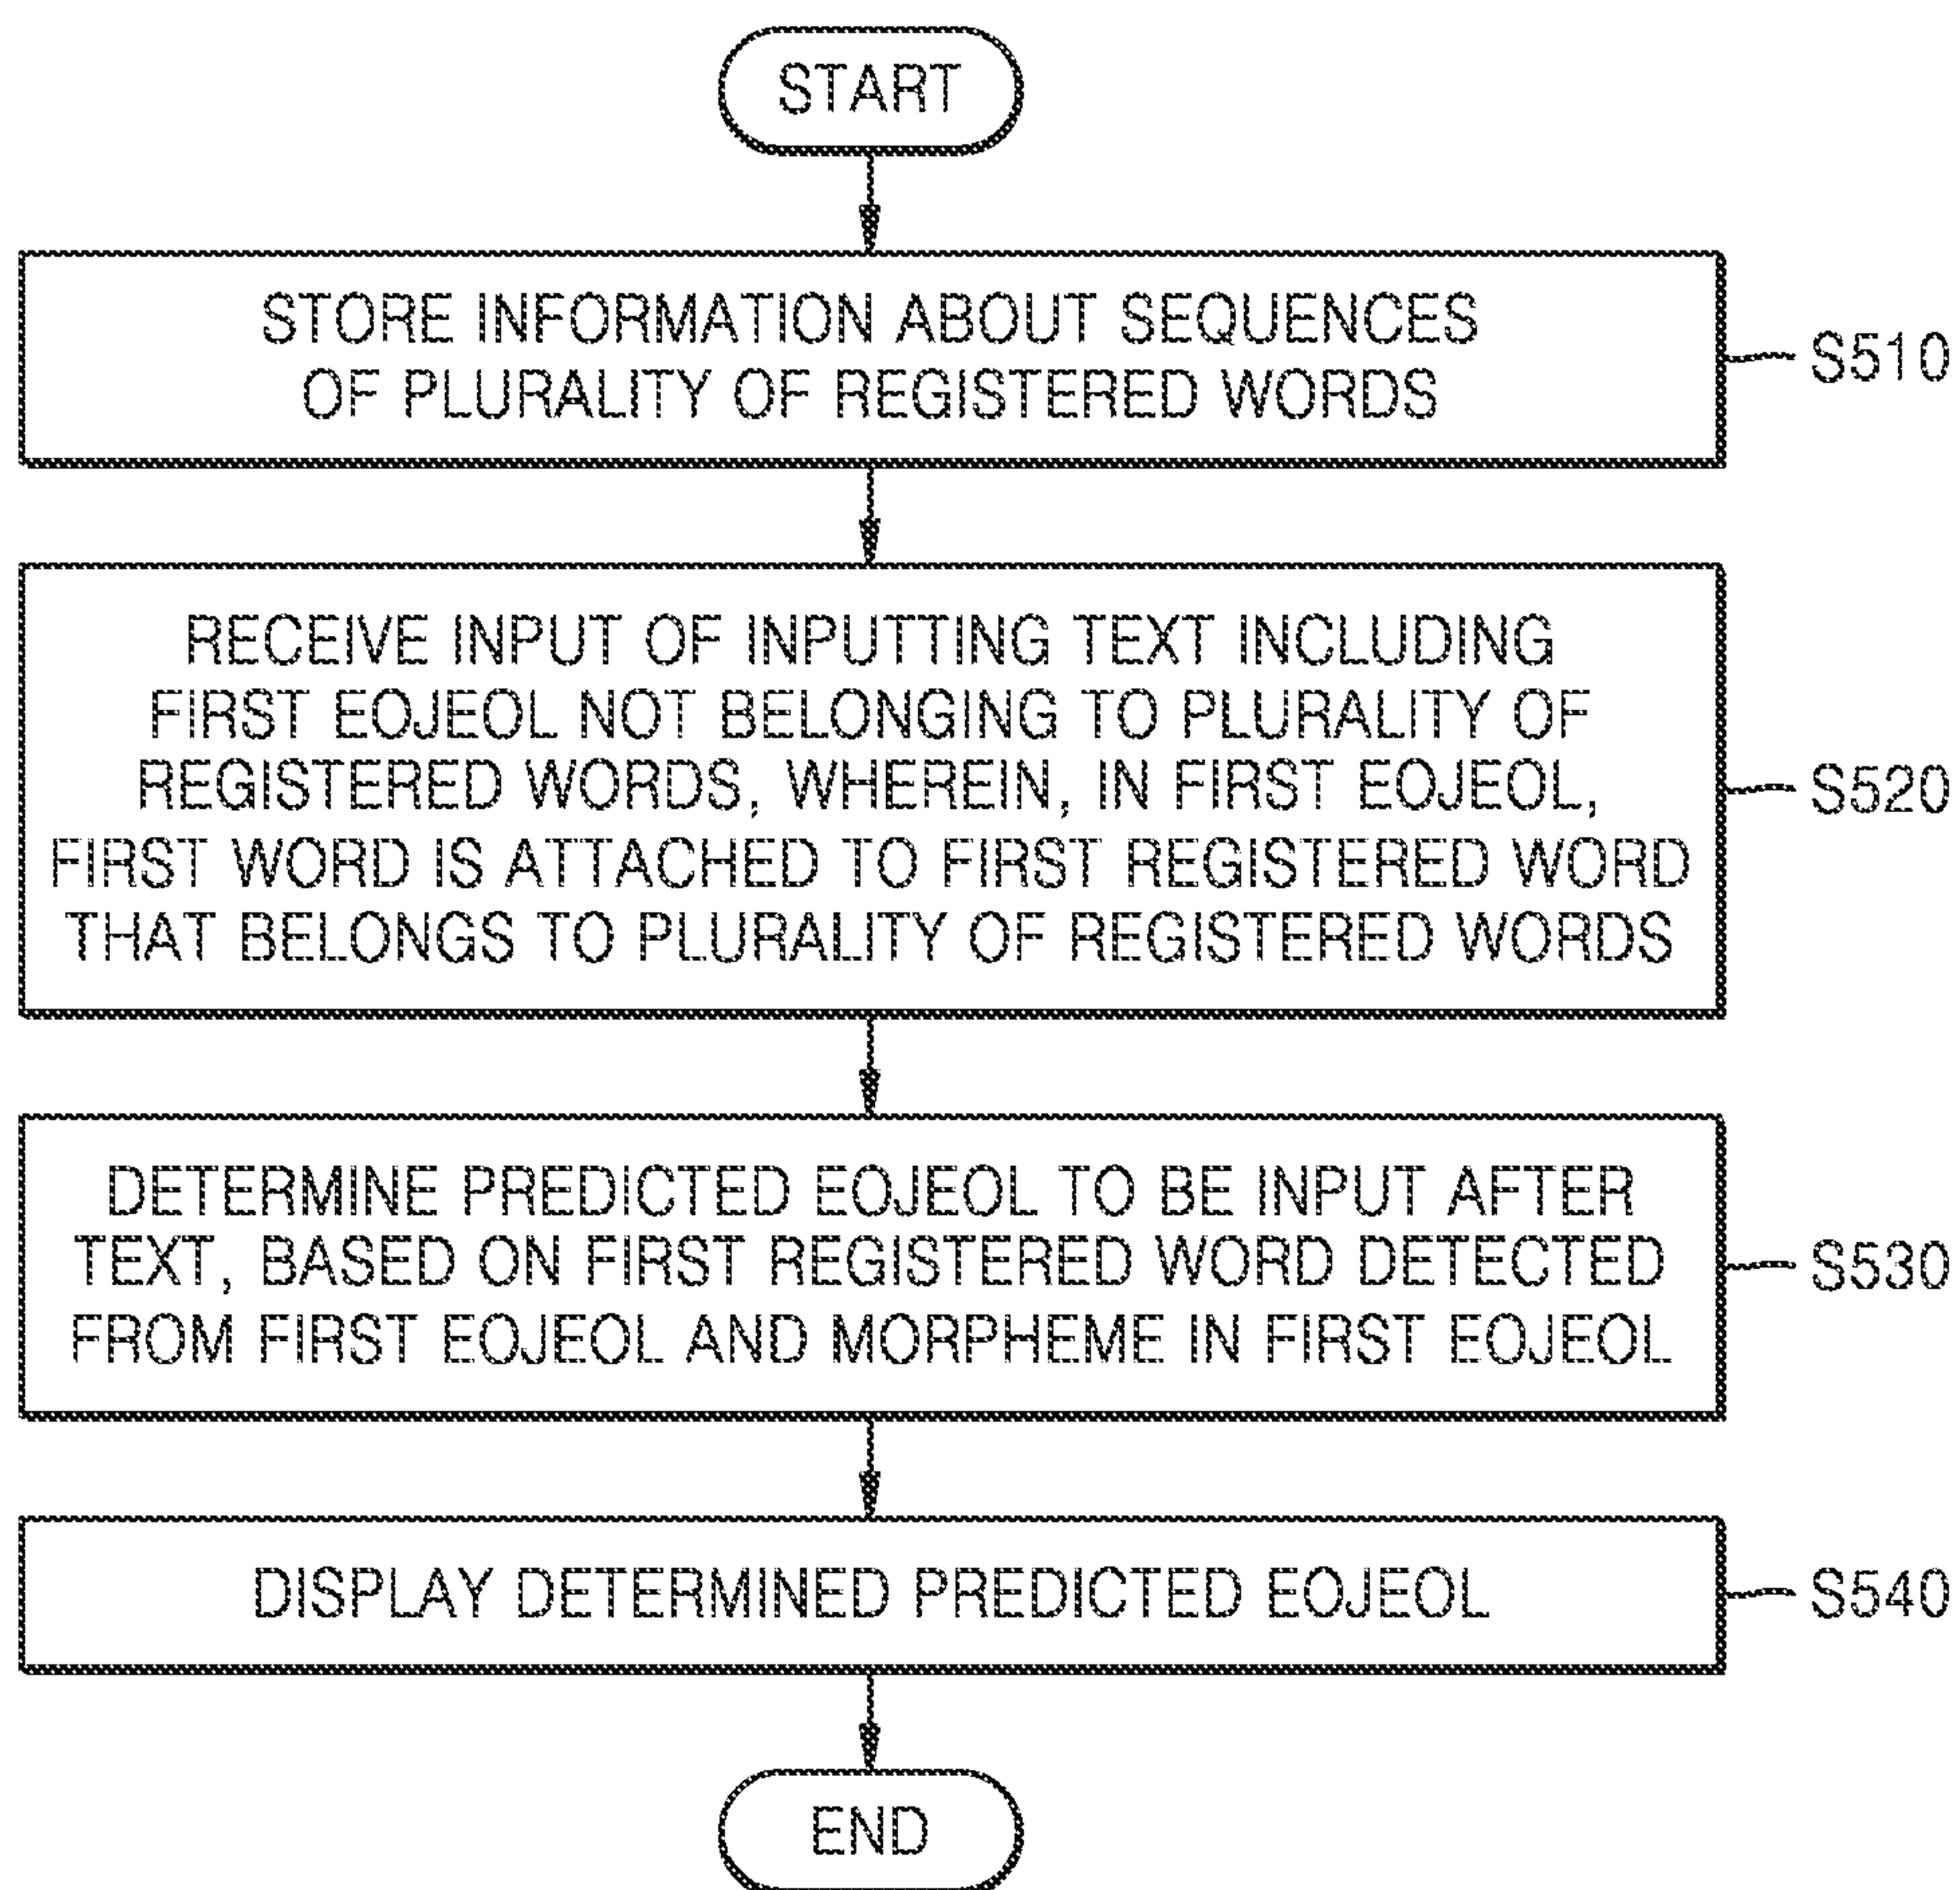 START
STORE INFORMATION ABOUT SEQUENCES
OF PLURALITY OF REGISTERED WORDS
S510
RECEIVE INPUT OF INPUTTING TEXT INCLUDING
FIRST EOJEOL NOT BELONGING TO PLURALITY OF
REGISTERED WORDS, WHEREIN, IN FIRST EOJEOL,
FIRST WORD IS ATTACHED TO FIRST REGISTERED WORD
THAT BELONGS TO PLURALITY OF REGISTERED WORDS
S520
DETERMINE PREDICTED EOJEOL TO BE INPUT AFTER
TEXT, BASED ON FIRST REGISTERED WORD DETECTED
FROM FIRST EOJEOL AND MORPHEME IN FIRST EOJEOL
S530
DISPLAY DETERMINED PREDICTED EOJEOL
S540
END